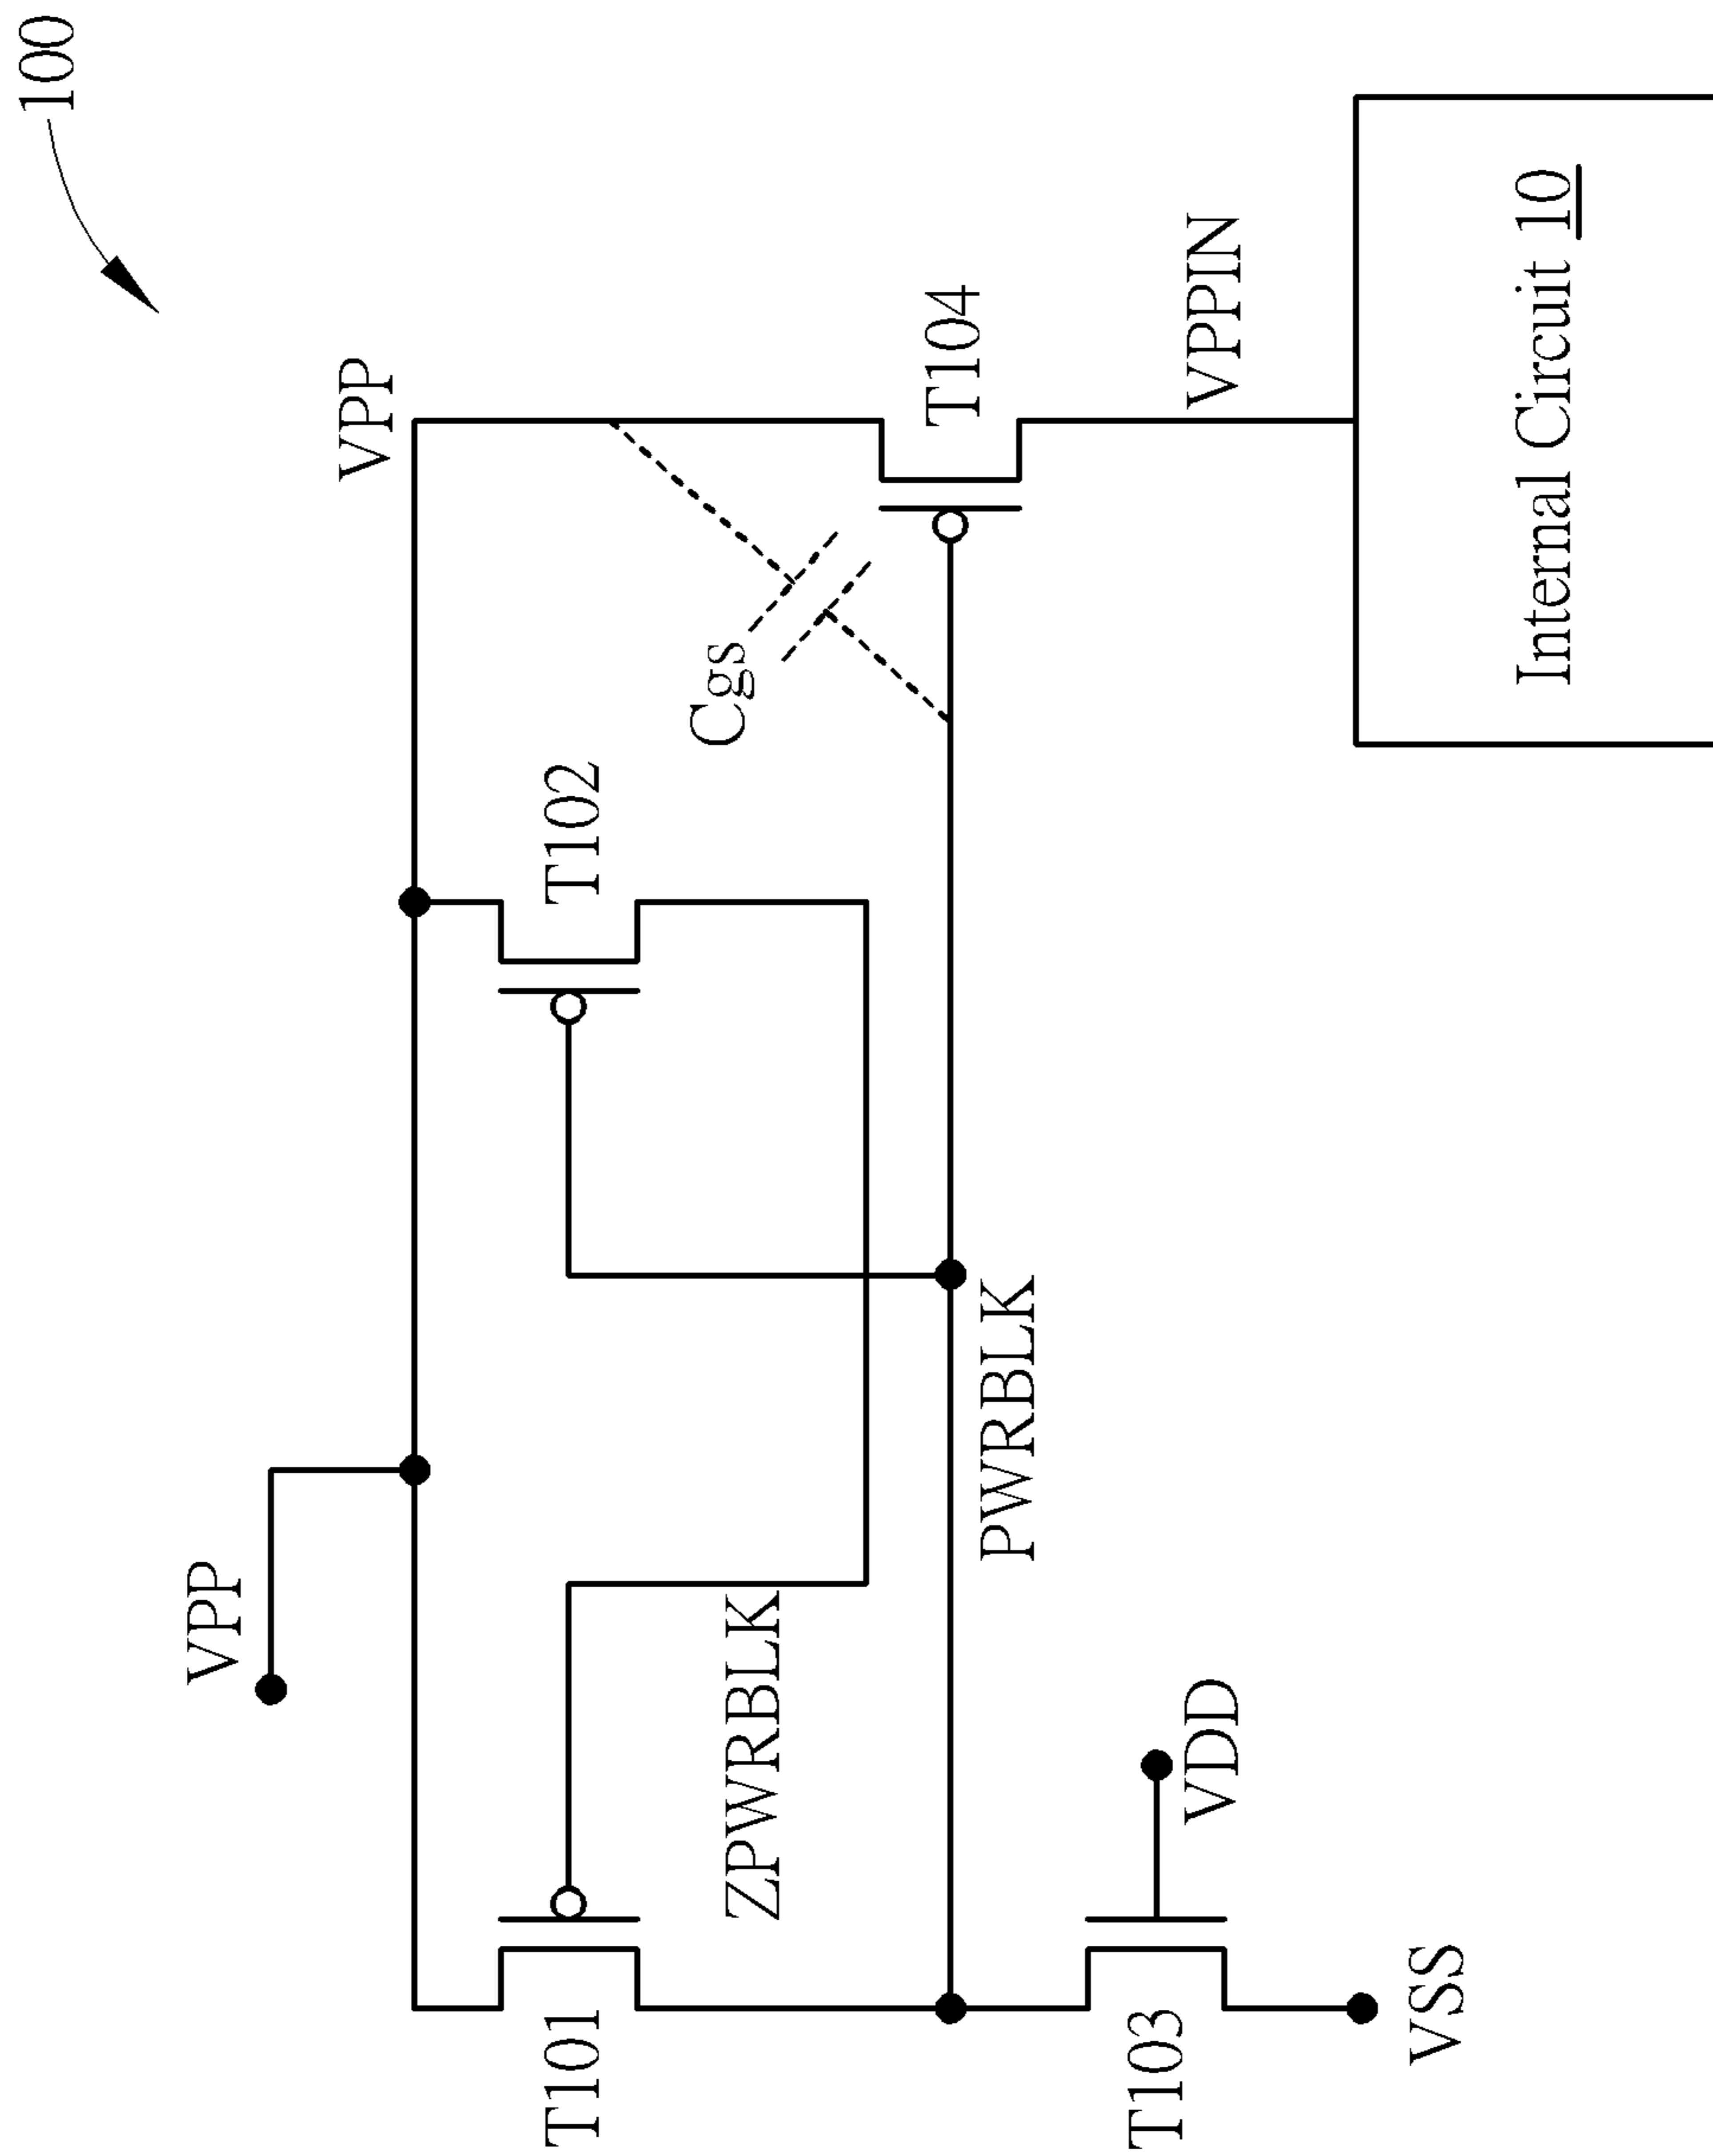 100
VPP
VPP
T101
T102
Cgs
ZPWRBLK
T104
PWRBLK
T103
VDD
VPPIN
VSS
Internal Circuit 10